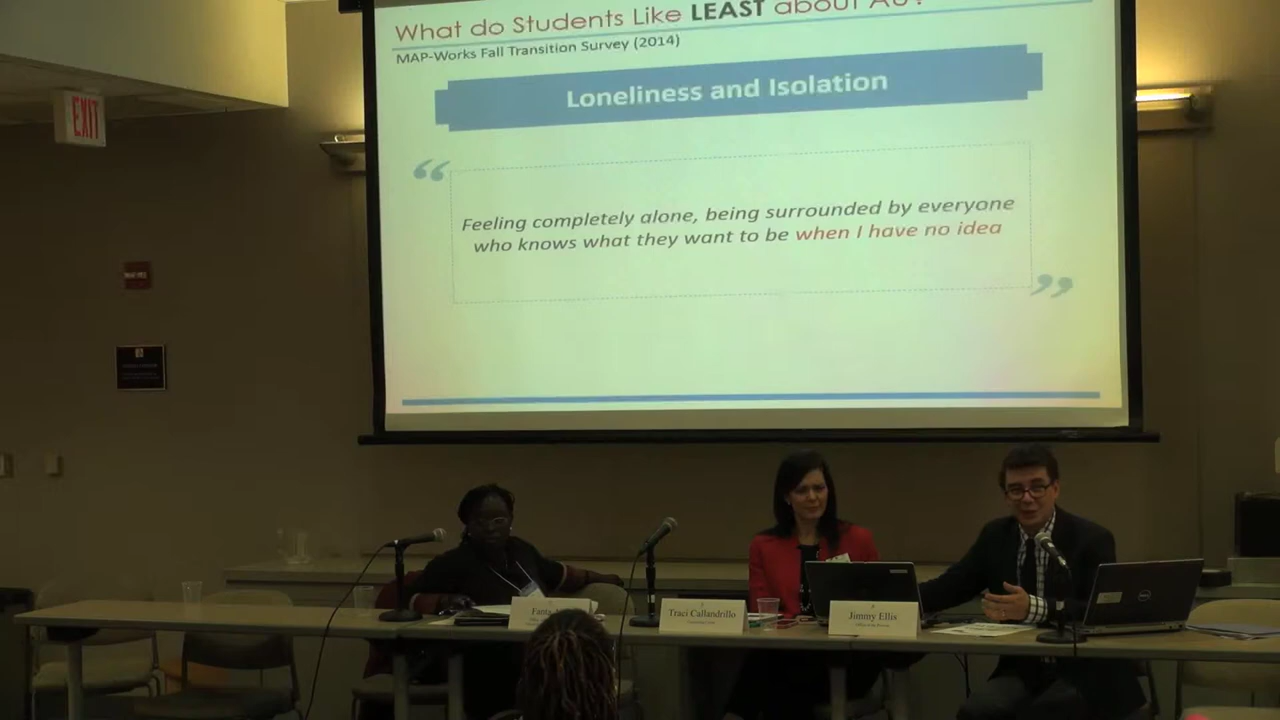 What do Students Like LEAST about AU?
MAP-Works Fall Transition Survey (2014)
Loneliness and Isolation
“
Feeling completely alone, being surrounded by everyone
who knows what they want to be when I have no idea
”
EXIT
Fanta
Traci Callandrillo
Jimmy Ellis
DELL